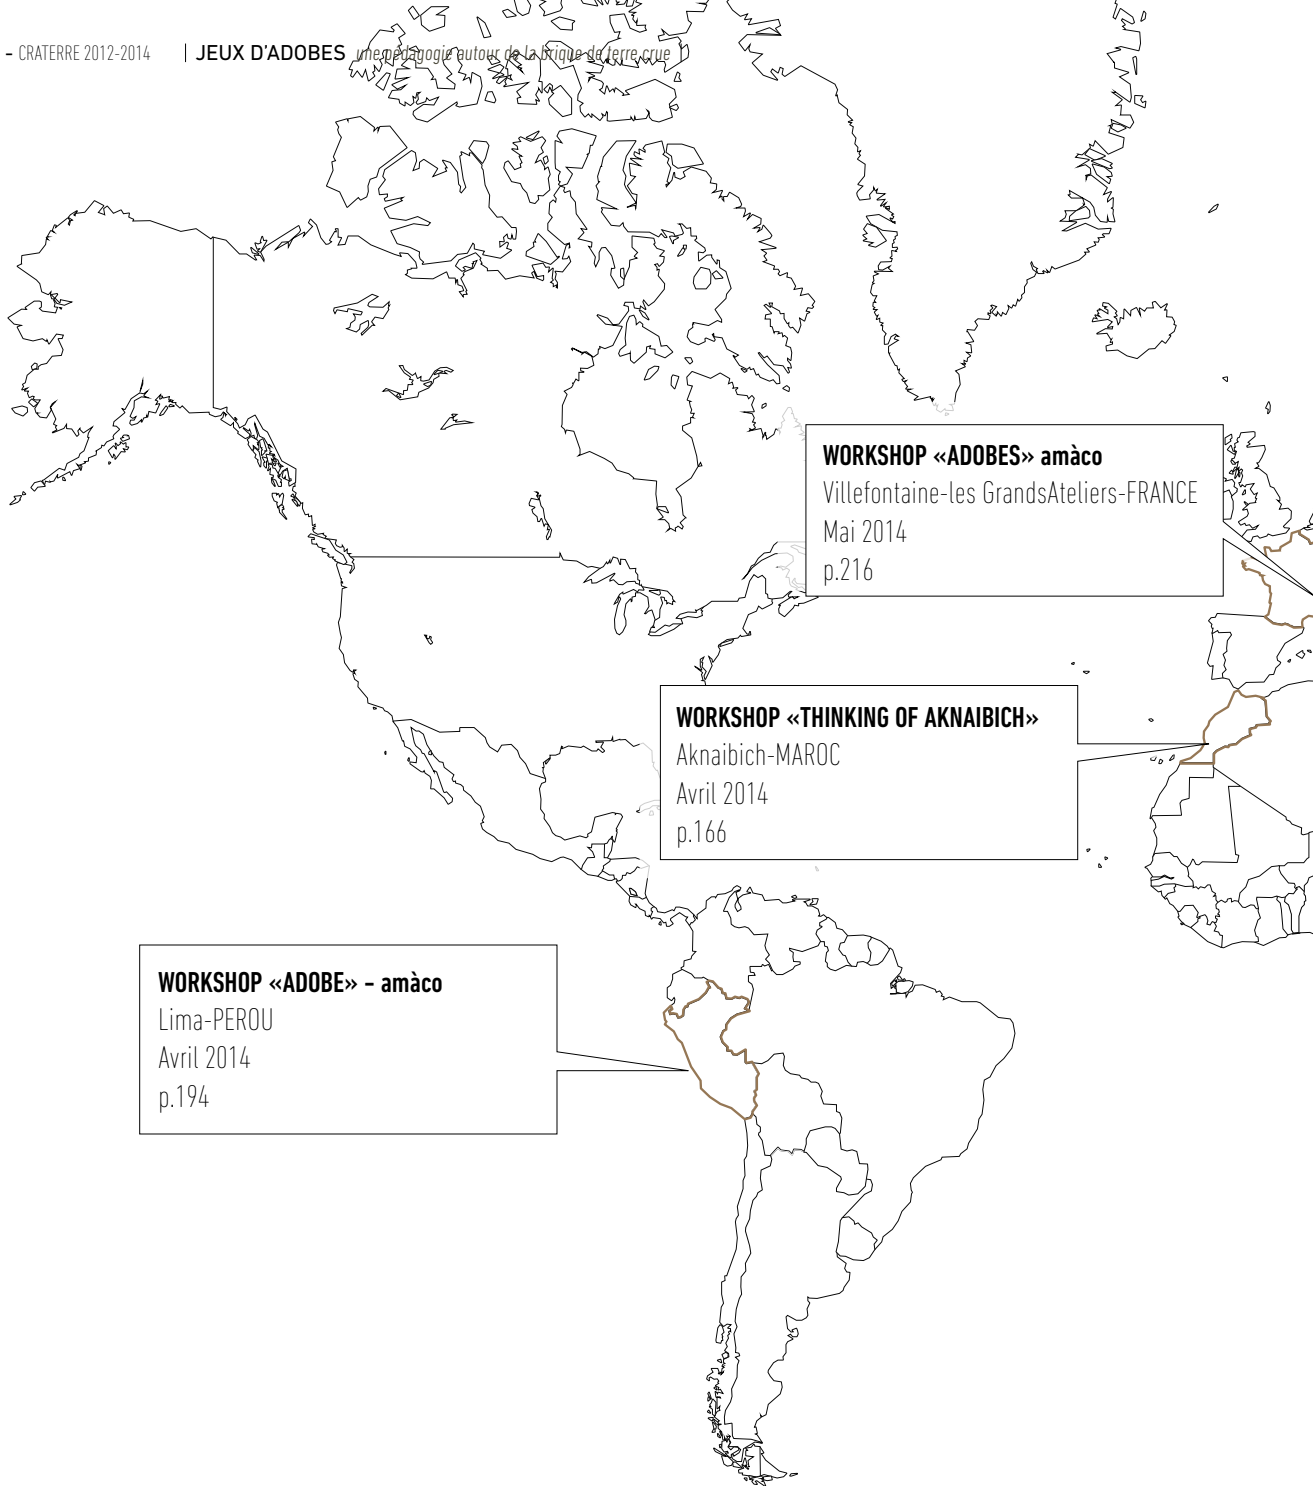 - CRATERRE 2012-2014 | JEUX D'ADOBES une pédagogie autour de la brique de terre crue |
WORKSHOP «ADOBES» amàco
Villefontaine-les GrandsAteliers-FRANCE
Mai 2014
p.216
WORKSHOP «THINKING OF AKNAIBICH»
Aknaibich-MAROC
Avril 2014
p.166
WORKSHOP «ADOBE» - amàco
Lima-PEROU
Avril 2014
p.194